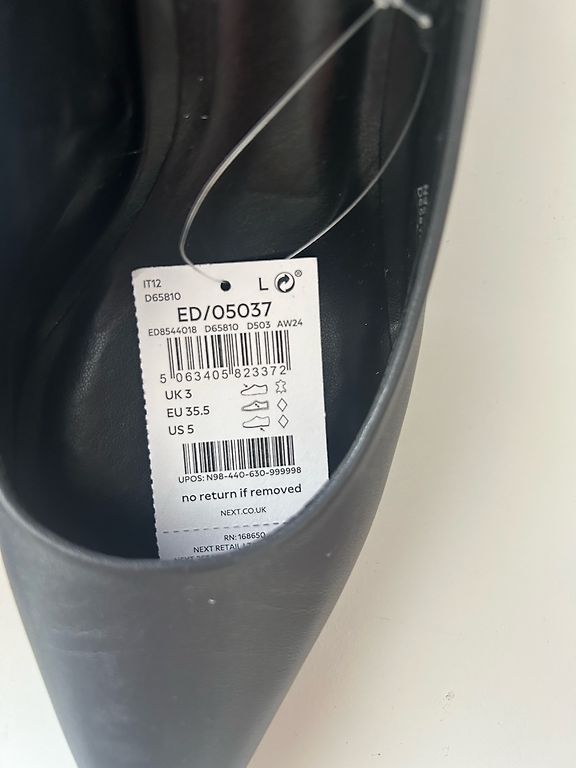 IT12
D65810
L ®
ED/05037
ED8544018 D65810 D503 AW24
5 063405 823372
UK 3
EU 35.5
US 5
UPOS: N98-440-630-999998
no return if removed
NEXT.CO.UK
RN: 168650
NEXT RETAIL